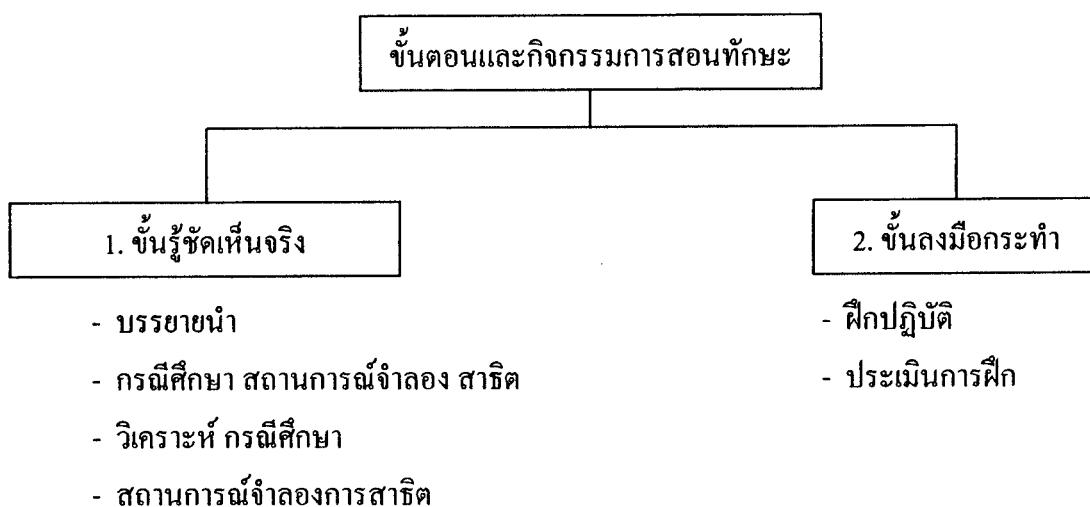 ขั้นตอนและกิจกรรมการสอนทักษะ
1. ขั้นรู้ชัดเห็นจริง
- บรรยายนำ
- กรณีศึกษา สถานการณ์จำลอง สาธิต
- วิเคราะห์ กรณีศึกษา
- สถานการณ์จำลองการสาธิต
2. ขั้นลงมือกระทำ
- ฝึกปฏิบัติ
- ประเมินการฝึก